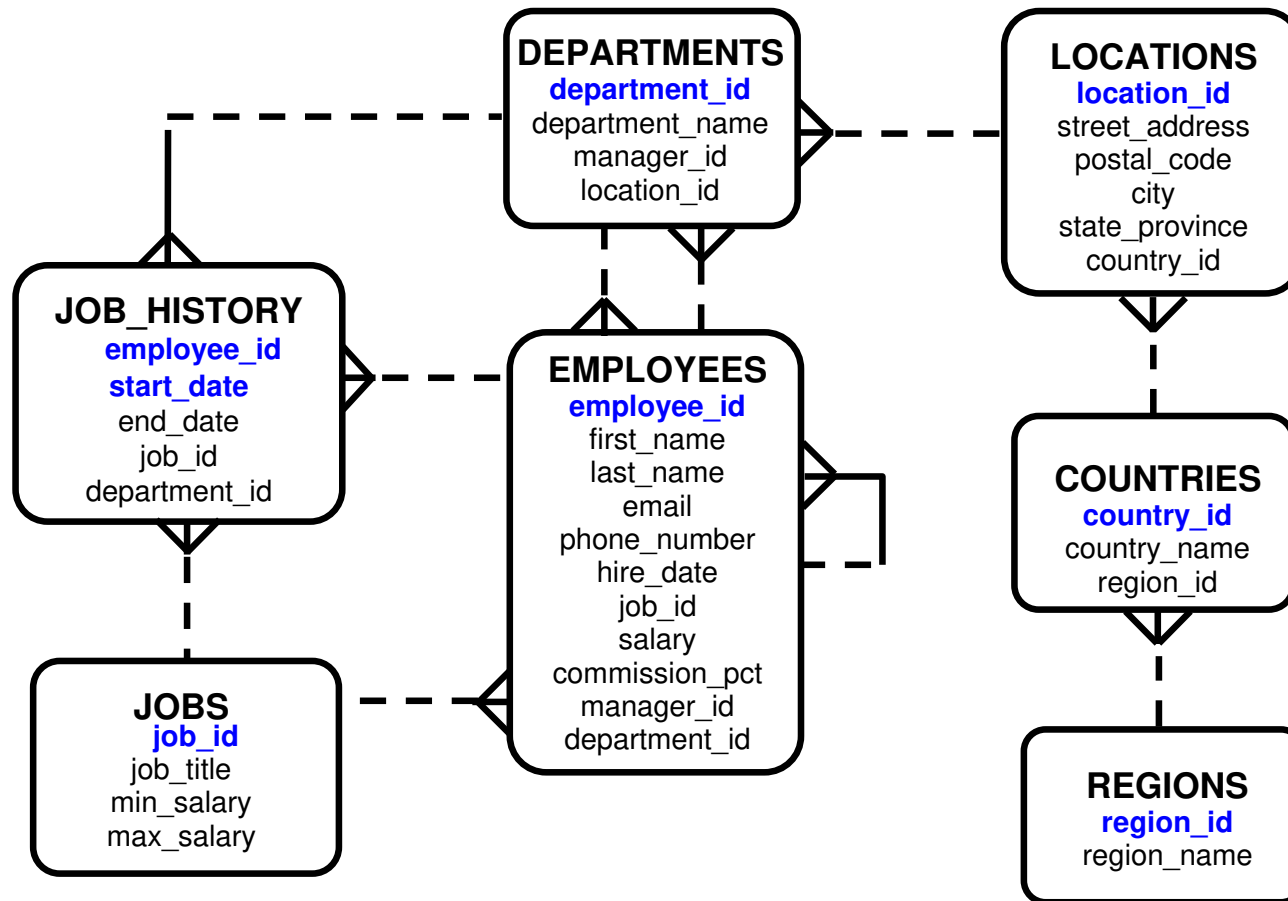 DEPARTMENTS
department_id
department_name
manager_id
location_id
LOCATIONS
location_id
street_address
postal_code
city
state_province
country_id
JOB_HISTORY
employee_id
start_date
end_date
job_id
department_id
EMPLOYEES
employee_id
first_name
last_name
email
phone_number
hire_date
job_id
salary
commission_pct
manager_id
department_id
COUNTRIES
country_id
country_name
region_id
JOBS
job_id
job_title
min_salary
max_salary
REGIONS
region_id
region_name